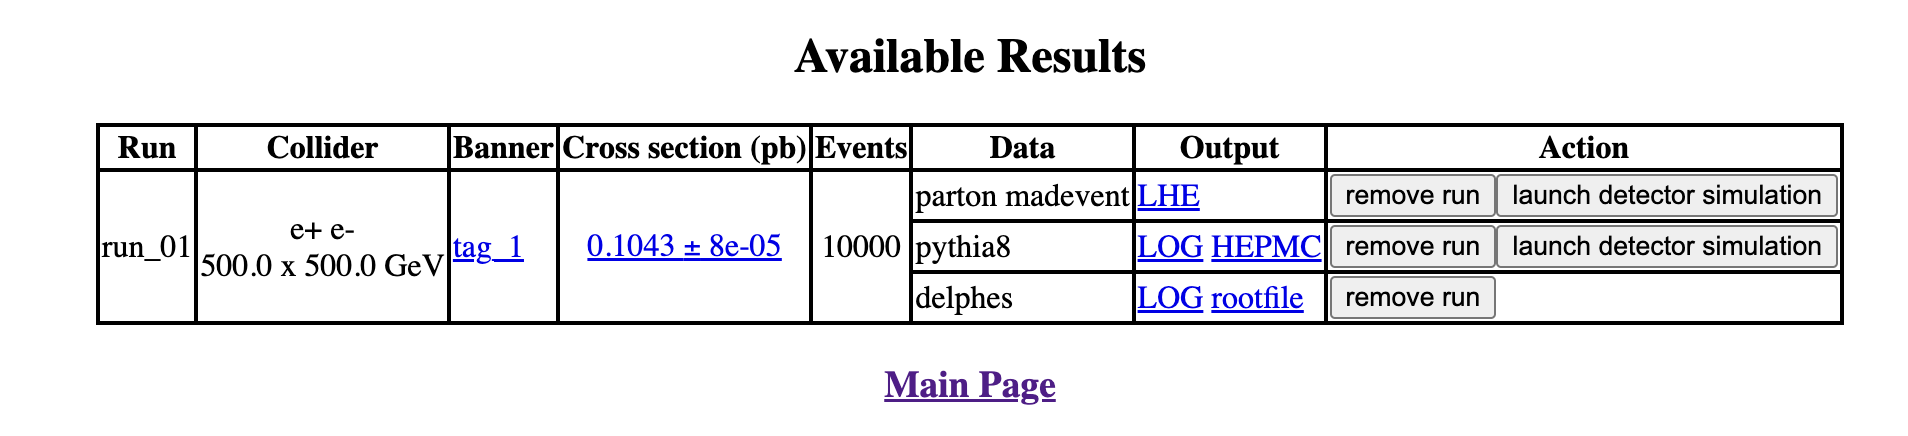 Available Results
Run Collider Banner Cross section (pb) Events Data Output Action
run_01 e+ e- 500.0 x 500.0 GeV tag_1 0.1043 ± 8e-05 10000 parton madevent LHE remove run launch detector simulation
pythia8 LOG HEPMC remove run launch detector simulation
delphes LOG rootfile remove run
Main Page